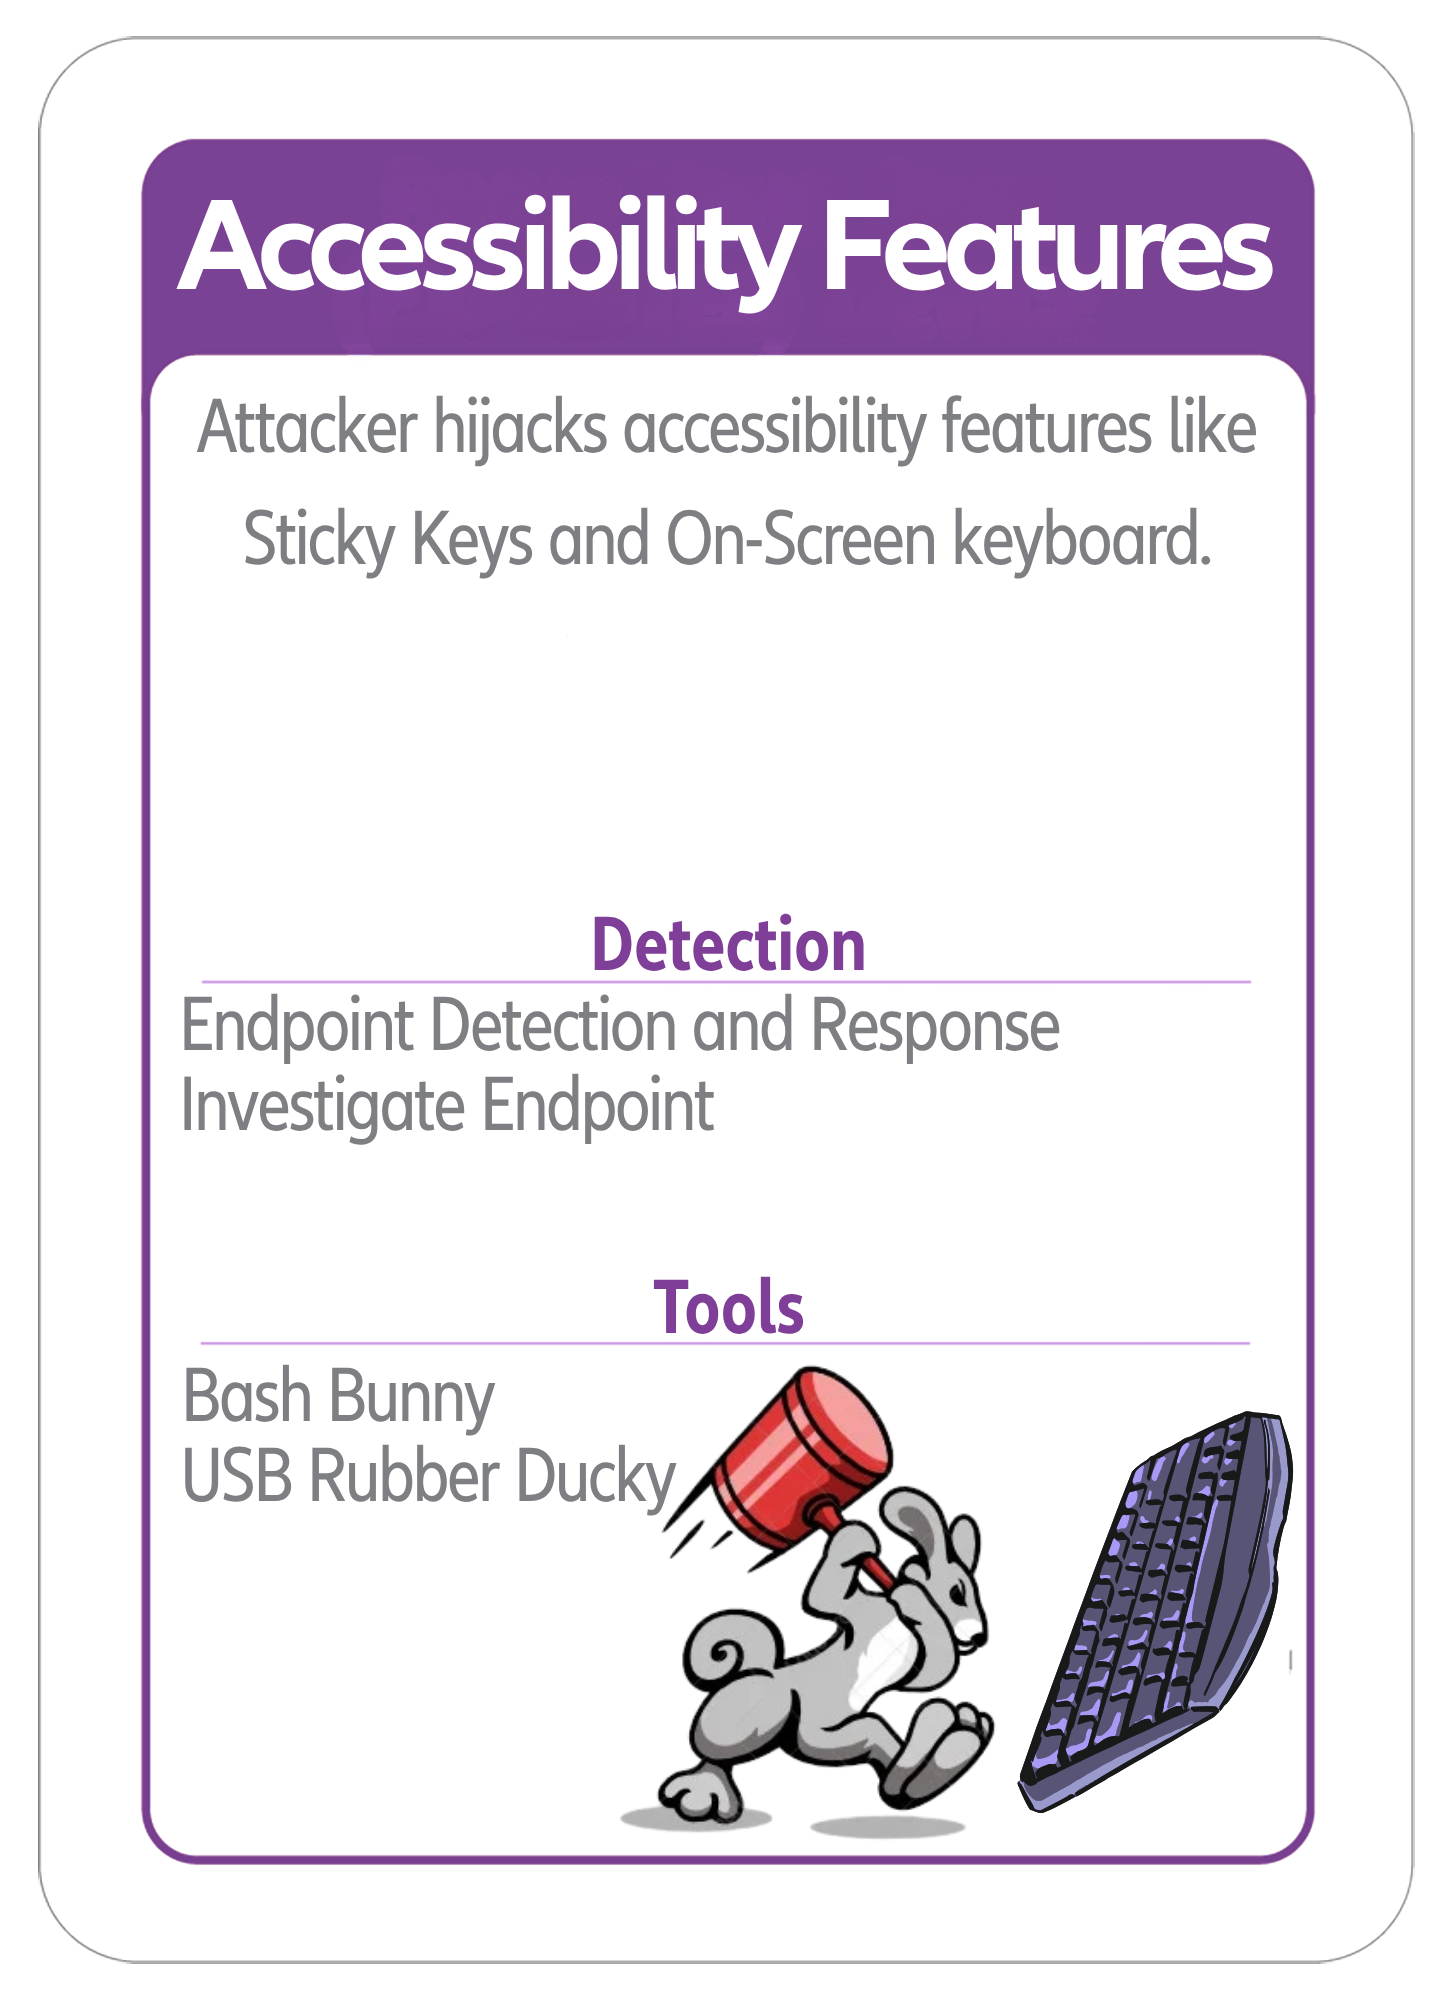 Accessibility Features
Attacker hijacks accessibility features like
Sticky Keys and On-Screen keyboard.
Detection
Endpoint Detection and Response
Investigate Endpoint
Tools
Bash Bunny
USB Rubber Ducky